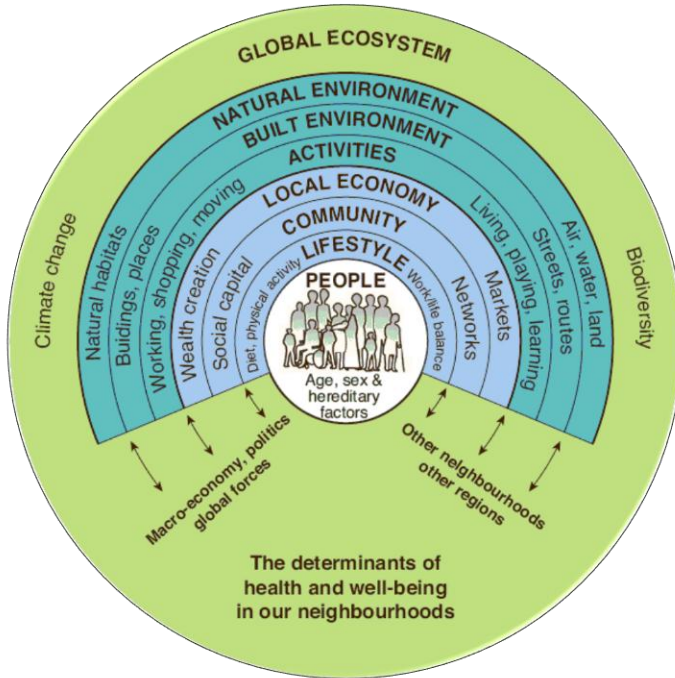 GLOBAL ECOSYSTEM
NATURAL ENVIRONMENT
BUILT ENVIRONMENT
ACTIVITIES
LOCAL ECONOMY
COMMUNITY
LIFESTYLE
PEOPLE
Age, sex &
hereditary
factors
Climate change
Natural habitats
Buidings, places
Working, shopping, moving
Wealth creation
Social capital
Diet, physical activity
Work/life balance
Networks
Markets
Living, playing, learning
Streets, routes
Air, water, land
Biodiversity
Macro-economy, politics
global forces
Other neighbourhoods
other regions
The determinants of
health and well-being
in our neighbourhoods